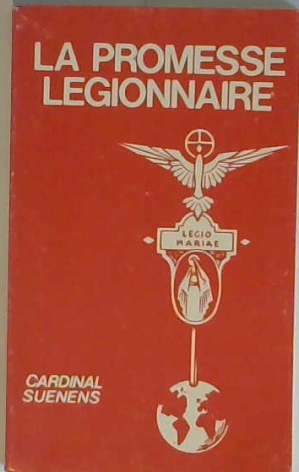 LA PROMESSE
LEGIONNAIRE
LEGIO
MARIAE
CARDINAL
SUENENS